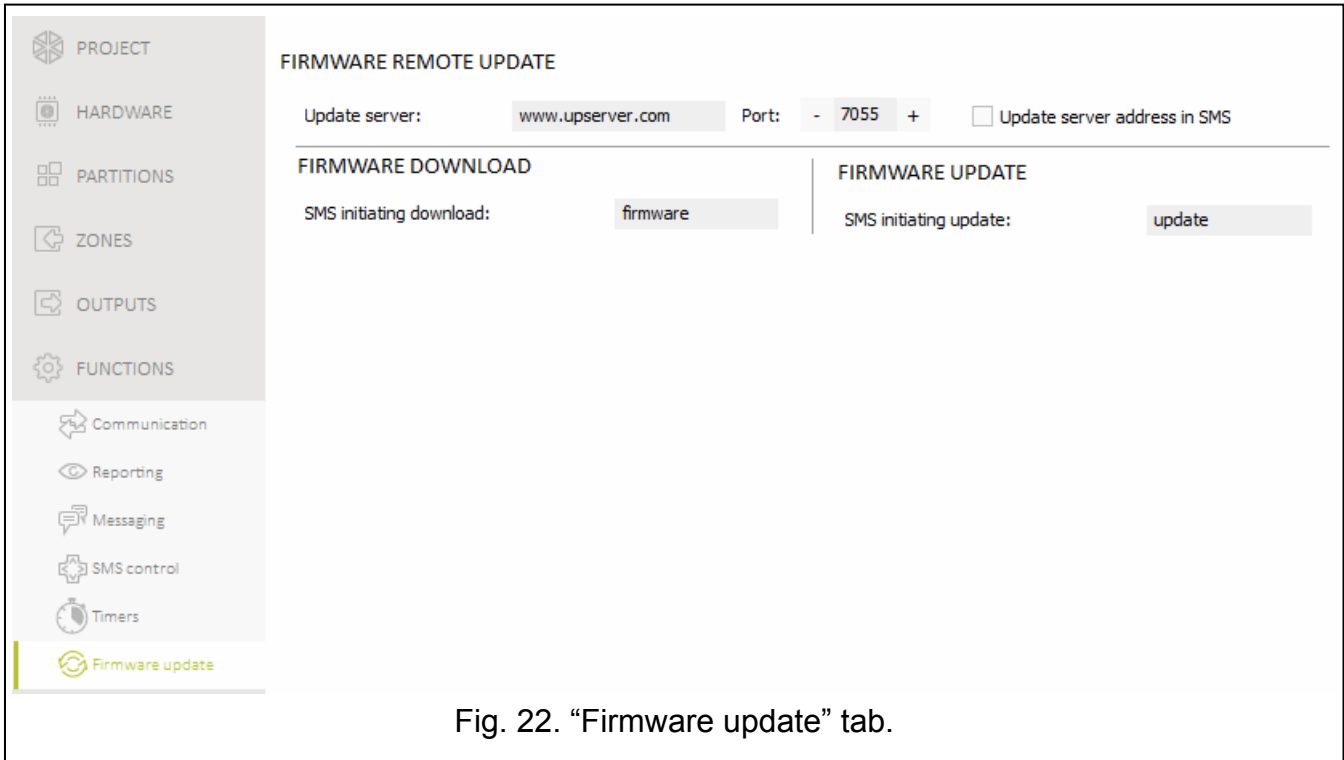 PROJECT
HARDWARE
PARTITIONS
ZONES
OUTPUTS
FUNCTIONS
Communication
Reporting
Messaging
SMS control
Timers
Firmware update
FIRMWARE REMOTE UPDATE
Update server: www.upserver.com Port: - 7055 + Update server address in SMS
FIRMWARE DOWNLOAD
SMS initiating download: firmware
FIRMWARE UPDATE
SMS initiating update: update
Fig. 22. “Firmware update” tab.